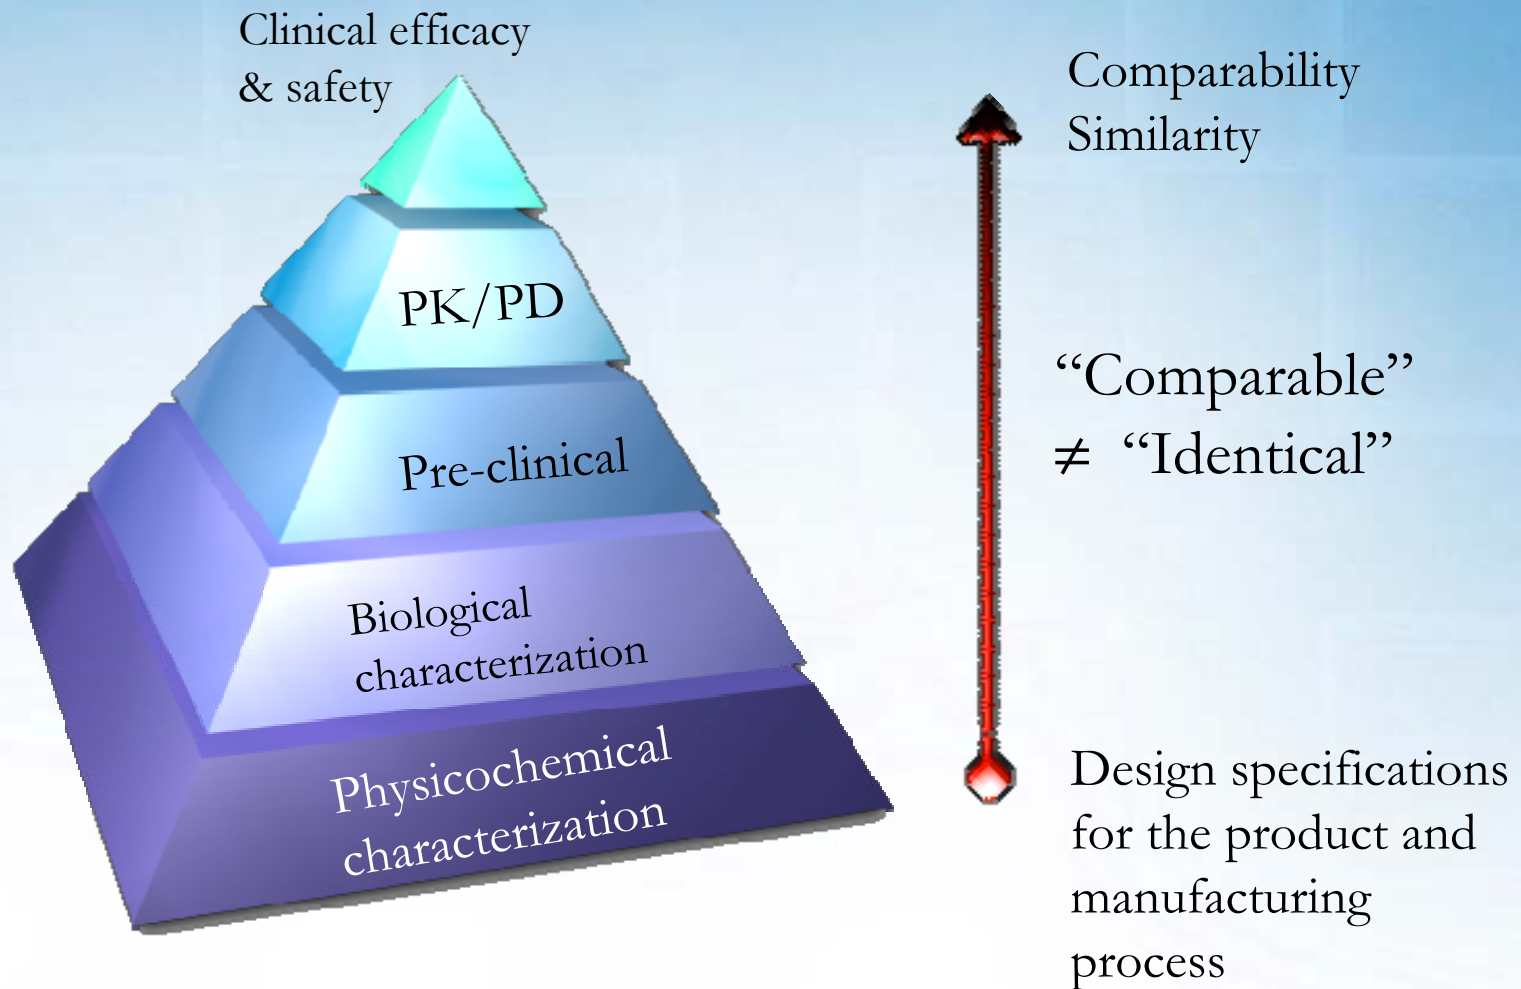 Clinical efficacy
& safety
PK/PD
Pre-clinical
Biological
characterization
Physicochemical
characterization
Comparability
Similarity
“Comparable”
≠ “Identical”
Design specifications
for the product and
manufacturing
process